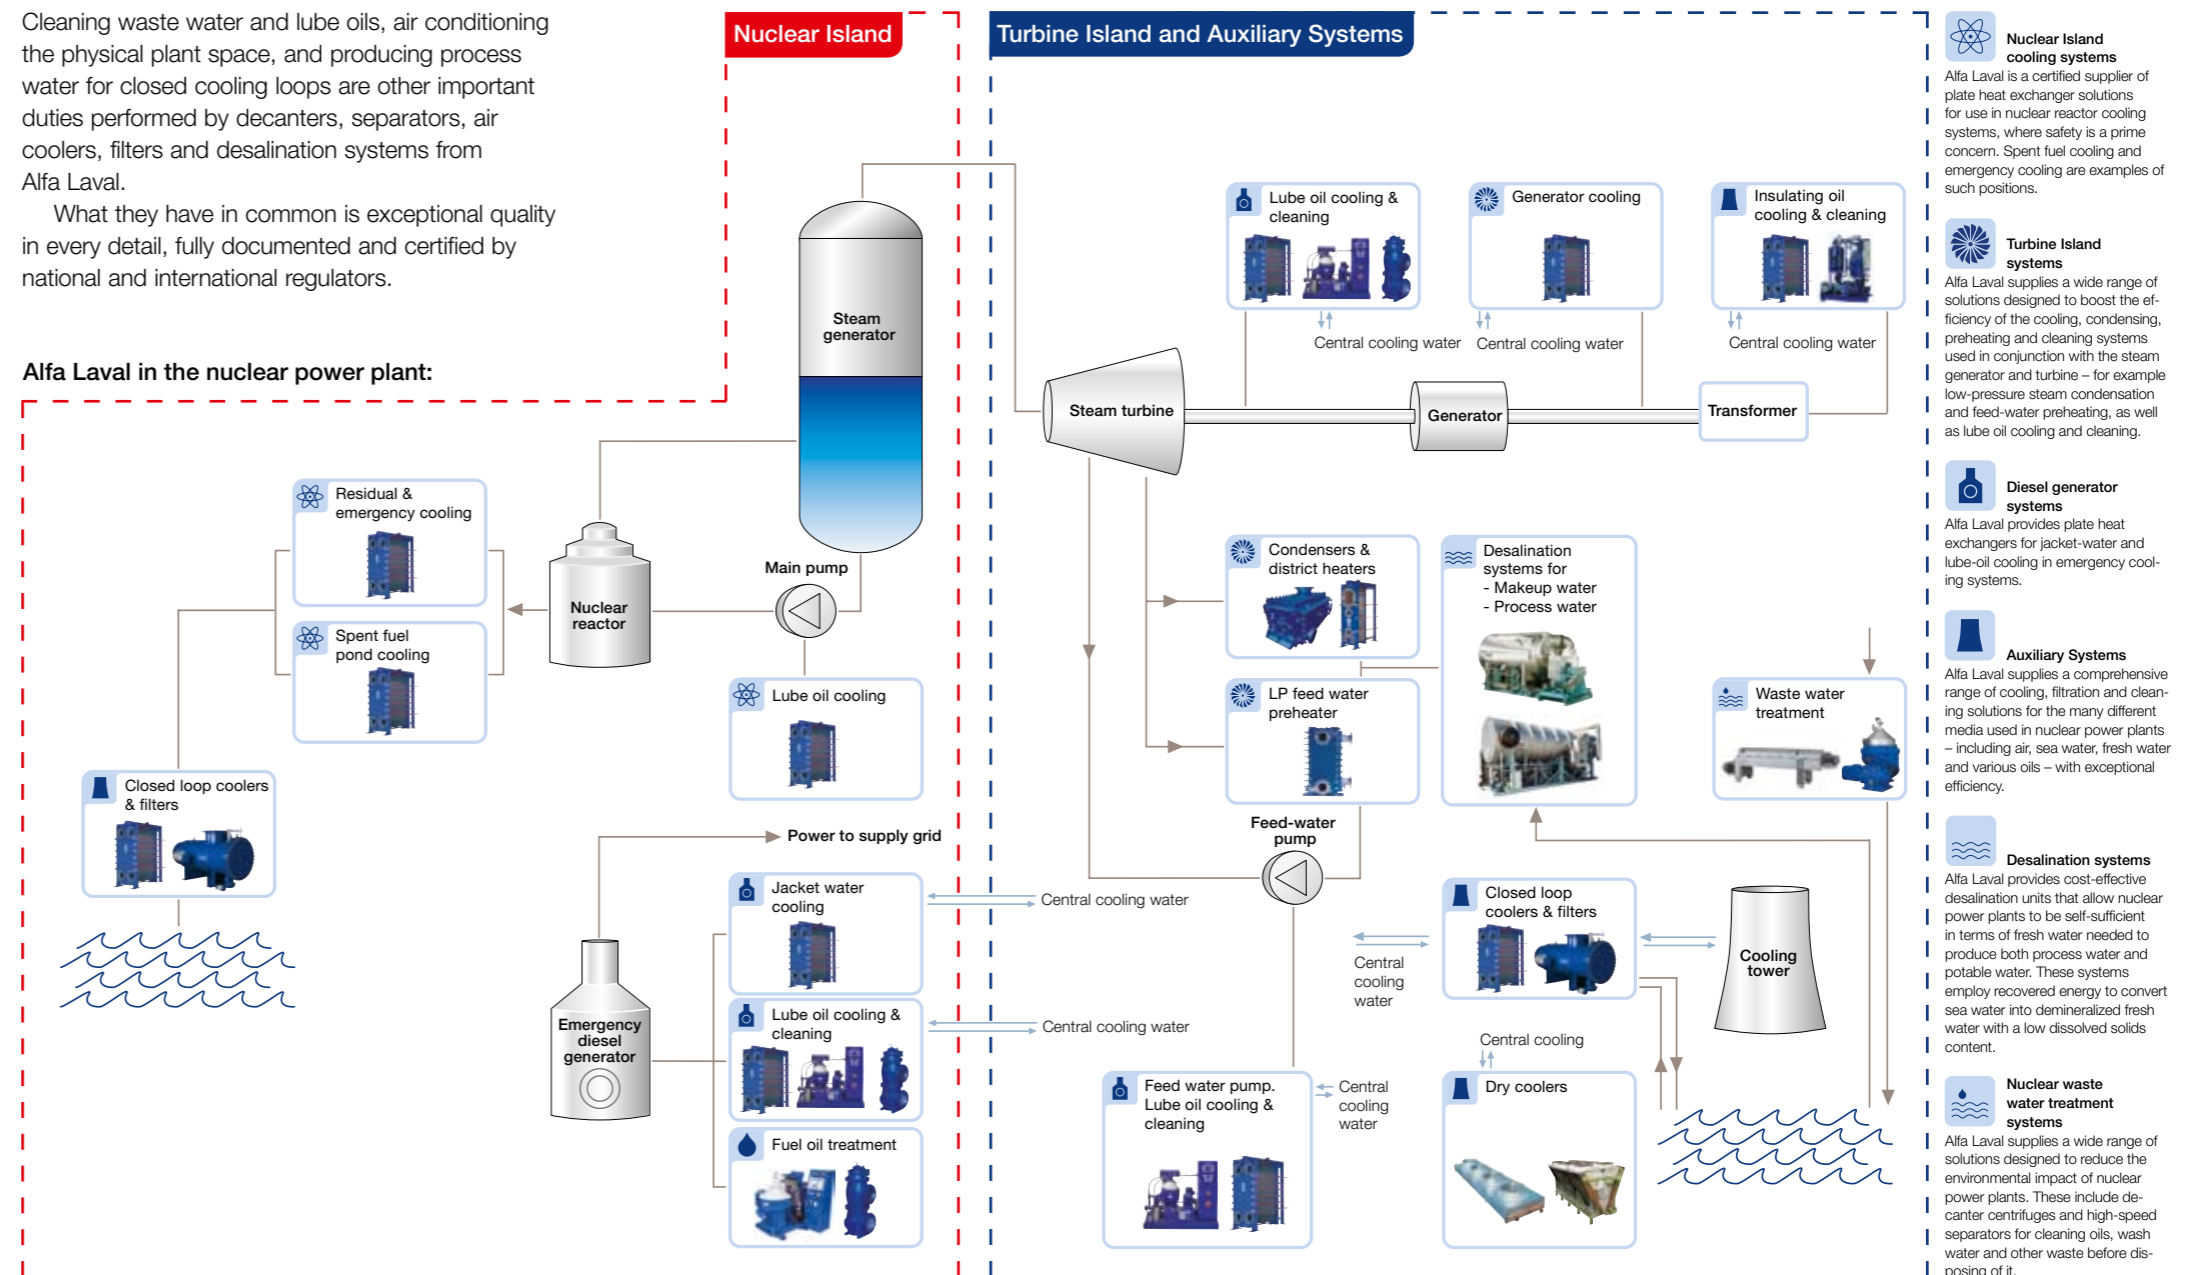 Cleaning waste water and lube oils, air conditioning
the physical plant space, and producing process
water for closed cooling loops are other important
duties performed by decanters, separators, air
coolers, filters and desalination systems from
Alfa Laval.
What they have in common is exceptional quality
in every detail, fully documented and certified by
national and international regulators.
Alfa Laval in the nuclear power plant:
Nuclear Island
Steam
generator
Residual &
emergency cooling
Spent fuel
pond cooling
Nuclear
reactor
Main pump
Lube oil cooling
Closed loop coolers
& filters
Power to supply grid
Jacket water
cooling
Central cooling water
Emergency
diesel
generator
Lube oil cooling &
cleaning
Central cooling water
Fuel oil treatment
Turbine Island and Auxiliary Systems
Lube oil cooling &
cleaning
Central cooling water
Generator cooling
Central cooling water
Insulating oil
cooling & cleaning
Central cooling water
Steam turbine
Generator
Transformer
Condensers &
district heaters
LP feed water
preheater
Desalination
systems for
- Makeup water
- Process water
Waste water
treatment
Feed-water
pump
Closed loop
coolers & filters
Central
cooling
water
Cooling
tower
Feed water pump.
Lube oil cooling &
cleaning
Central
cooling
water
Central cooling
Dry coolers
Nuclear Island
cooling systems
Alfa Laval is a certified supplier of
plate heat exchanger solutions
for use in nuclear reactor cooling
systems, where safety is a prime
concern. Spent fuel cooling and
emergency cooling are examples of
such positions.
Turbine Island
systems
Alfa Laval supplies a wide range of
solutions designed to boost the ef-
ficiency of the cooling, condensing,
preheating and cleaning systems
used in conjunction with the steam
generator and turbine – for example
low-pressure steam condensation
and feed-water preheating, as well
as lube oil cooling and cleaning.
Diesel generator
systems
Alfa Laval provides plate heat
exchangers for jacket-water and
lube-oil cooling in emergency cool-
ing systems.
Auxiliary Systems
Alfa Laval supplies a comprehensive
range of cooling, filtration and clean-
ing solutions for the many different
media used in nuclear power plants
– including air, sea water, fresh water
and various oils – with exceptional
efficiency.
Desalination systems
Alfa Laval provides cost-effective
desalination units that allow nuclear
power plants to be self-sufficient
in terms of fresh water needed to
produce both process water and
potable water. These systems
employ recovered energy to convert
sea water into demineralized fresh
water with a low dissolved solids
content.
Nuclear waste
water treatment
systems
Alfa Laval supplies a wide range of
solutions designed to reduce the
environmental impact of nuclear
power plants. These include de-
canter centrifuges and high-speed
separators for cleaning oils, wash
water and other waste before dis-
posing of it.